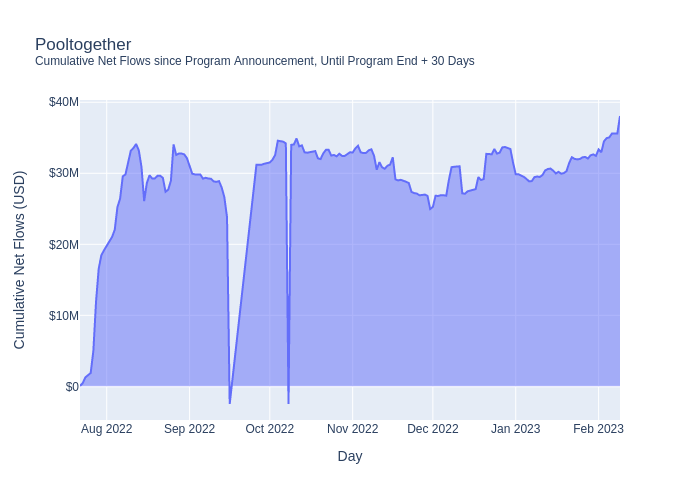 Pooltogether
Cumulative Net Flows since Program Announcement, Until Program End + 30 Days
Cumulative Net Flows (USD)
$40M
$30M
$20M
$10M
$0
Aug 2022 Sep 2022 Oct 2022 Nov 2022 Dec 2022 Jan 2023 Feb 2023
Day